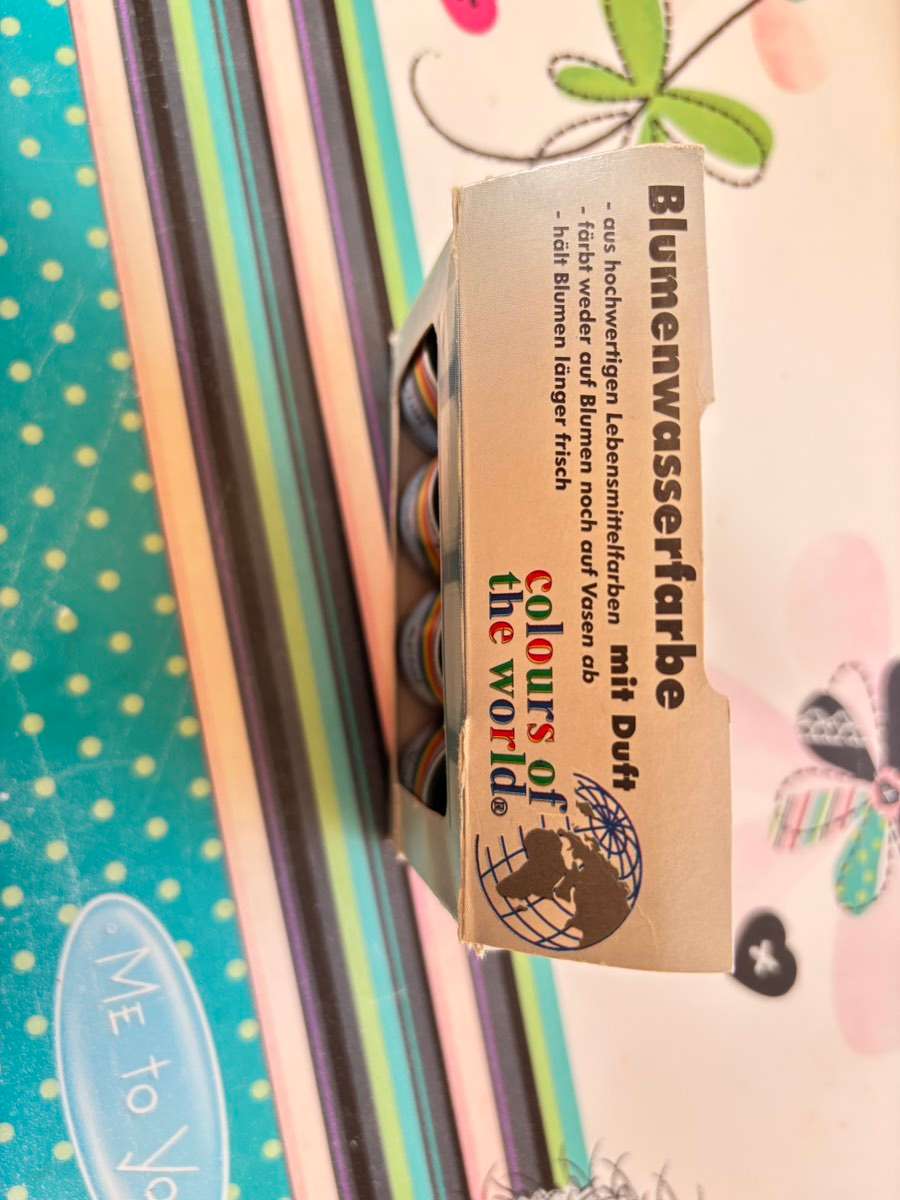 Blumenwasserfarbe
mit Duft
- aus hochwertigen Lebensmittelfarben
- färbt weder auf Blumen noch auf Vasen ab
- hält Blumen länger frisch
colours of
the world®
ME to